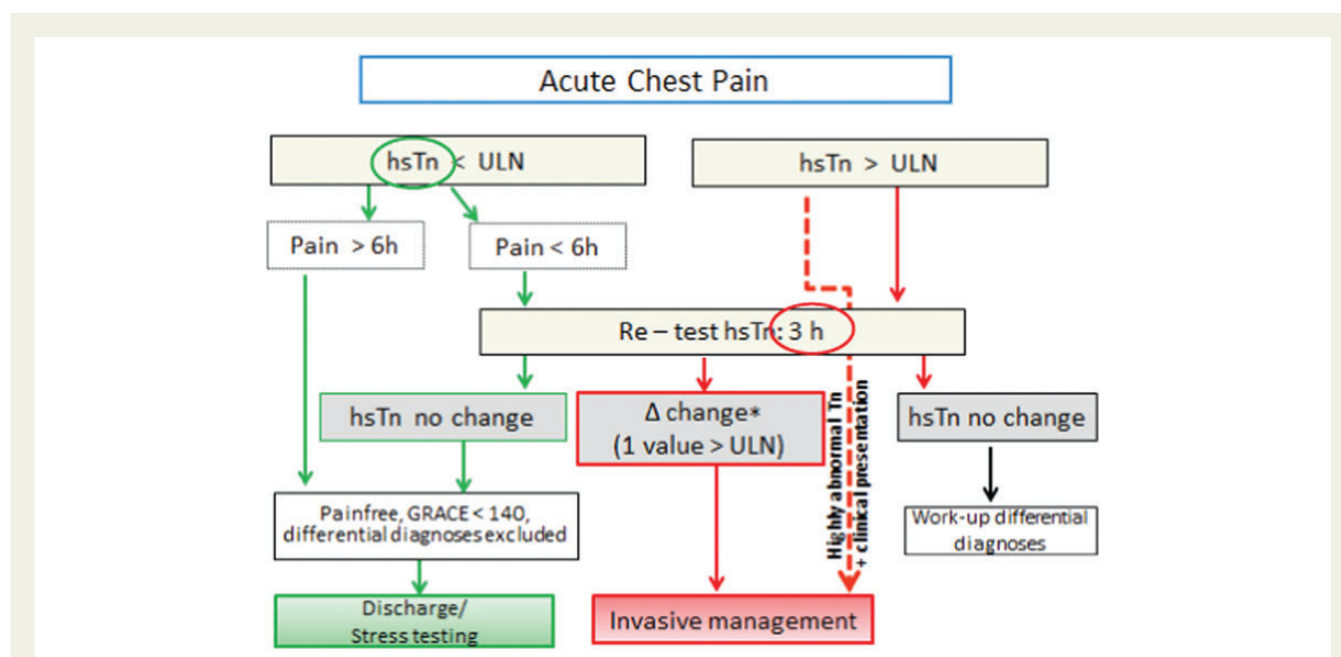 Acute Chest Pain
hsTn < ULN
hsTn > ULN
Pain > 6h
Pain < 6h
Re – test hsTn: 3 h
hsTn no change
Δ change*
(1 value > ULN)
Highly abnormal Tn
+ clinical presentation
hsTn no change
Painfree, GRACE < 140,
differential diagnoses excluded
Work-up differential
diagnoses
Discharge/
Stress testing
Invasive management